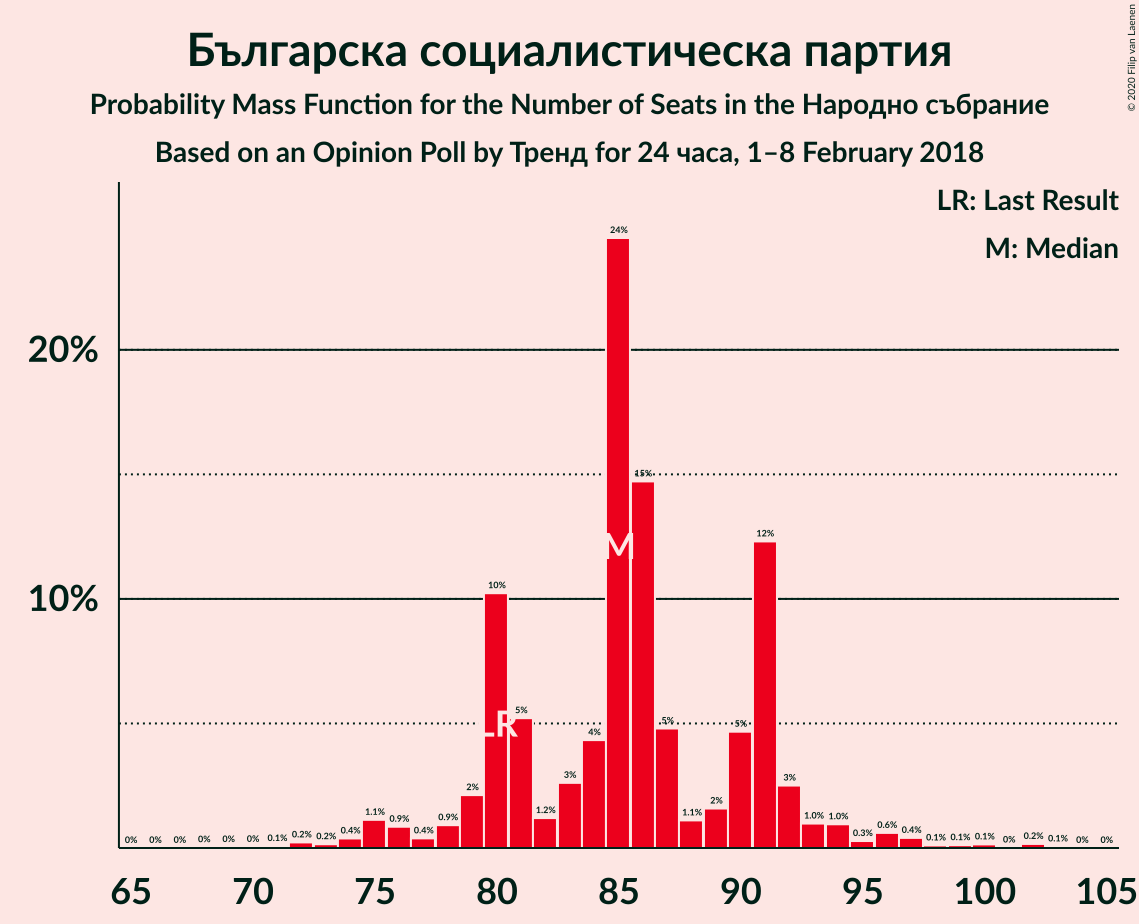 Българска социалистическа партия
Probability Mass Function for the Number of Seats in the Народно събрание
Based on an Opinion Poll by Тренд for 24 часа, 1–8 February 2018
© 2020 Filip van Laenen
LR: Last Result
M: Median
20%
10%
0% 0% 0% 0% 0% 0% 0.1% 0.2% 0.2% 0.4% 1.1% 0.9% 0.4% 0.9% 2% 10% 5% 1.2% 3% 4% 24% 15% 5% 1.1% 2% 5% 12% 3% 1.0% 1.0% 0.3% 0.6% 0.4% 0.1% 0.1% 0.1% 0% 0.2% 0.1% 0% 0%
M
LR
65 70 75 80 85 90 95 100 105